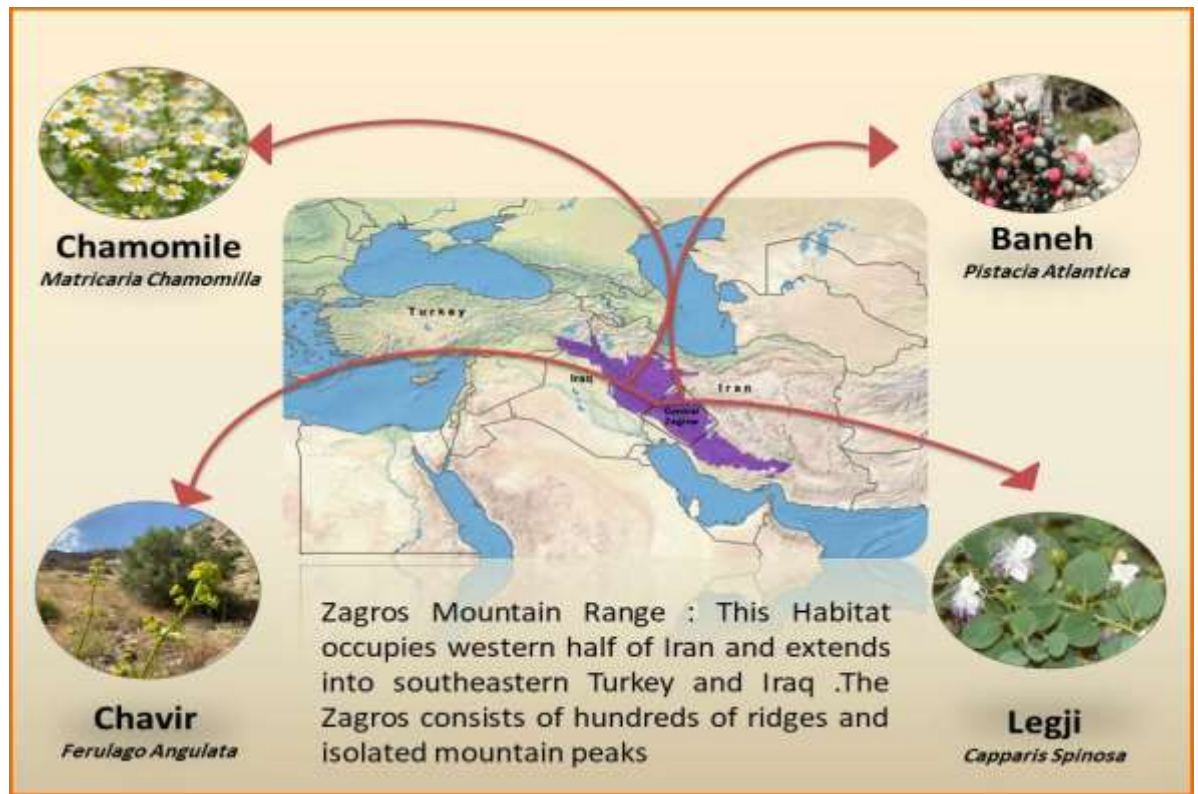 Chamomile
Matricaria Chamomilla
Baneh
Pistacia Atlantica
Turkey
Iraq
Iran
Central
Zagros
Chavir
Ferulago Angulata
Legji
Capparis Spinosa
Zagros Mountain Range : This Habitat
occupies western half of Iran and extends
into southeastern Turkey and Iraq .The
Zagros consists of hundreds of ridges and
isolated mountain peaks